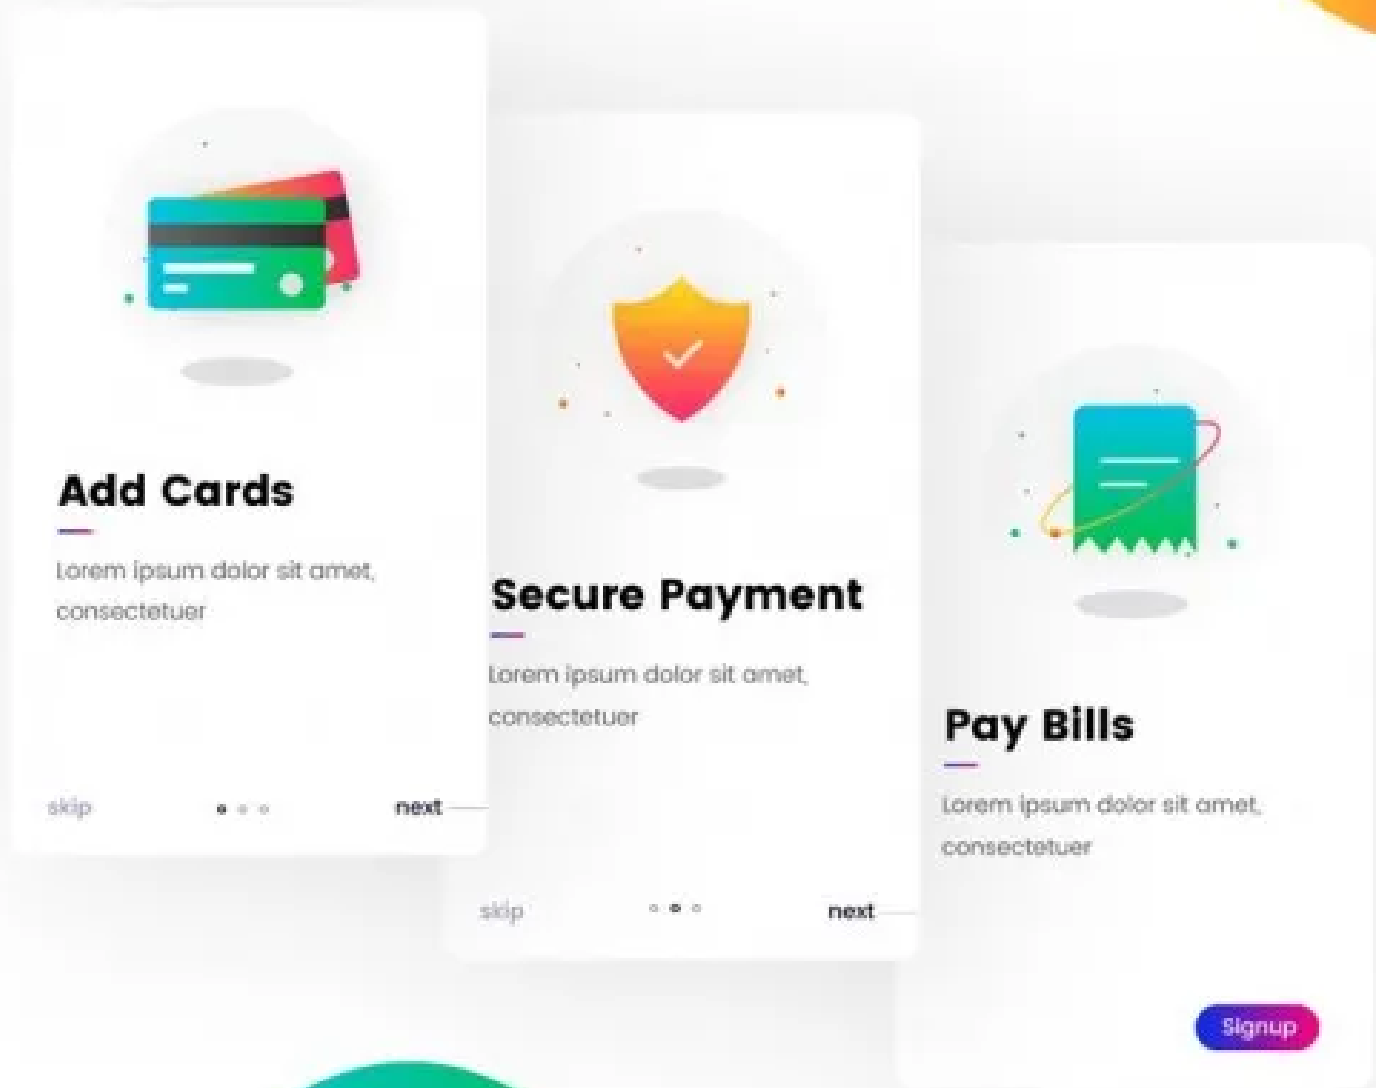 Add Cards
Lorem ipsum dolor sit amet,
consectetuer
skip
next
Secure Payment
Lorem ipsum dolor sit amet,
consectetuer
skip
next
Pay Bills
Lorem ipsum dolor sit amet,
consectetuer
Signup